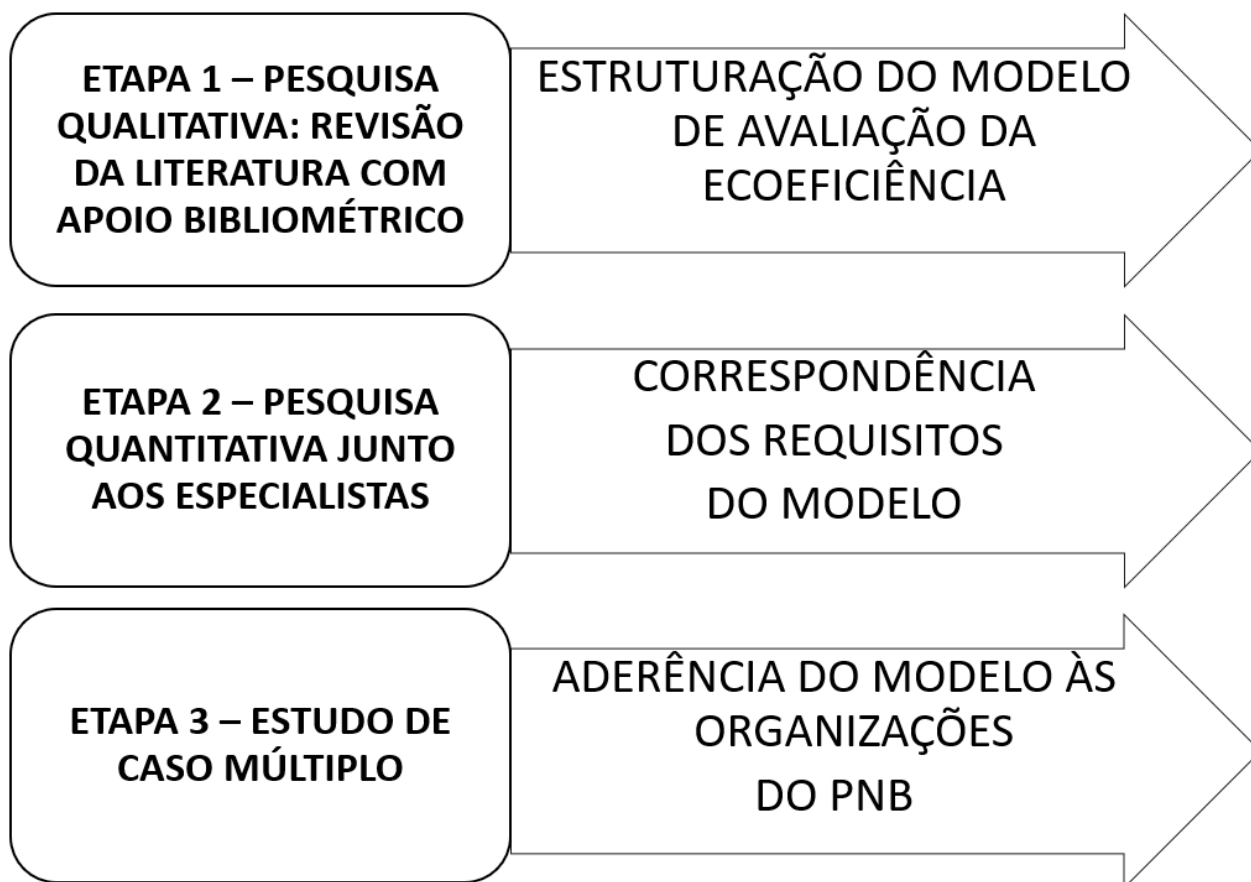 ETAPA 1 – PESQUISA
QUALITATIVA: REVISÃO
DA LITERATURA COM
APOIO BIBLIOMÉTRICO
ESTRUTURAÇÃO DO MODELO
DE AVALIAÇÃO DA
ECOEFICIÊNCIA
ETAPA 2 – PESQUISA
QUANTITATIVA JUNTO
AOS ESPECIALISTAS
CORRESPONDÊNCIA
DOS REQUISITOS
DO MODELO
ETAPA 3 – ESTUDO DE
CASO MÚLTIPLO
ADERÊNCIA DO MODELO ÀS
ORGANIZAÇÕES
DO PNB